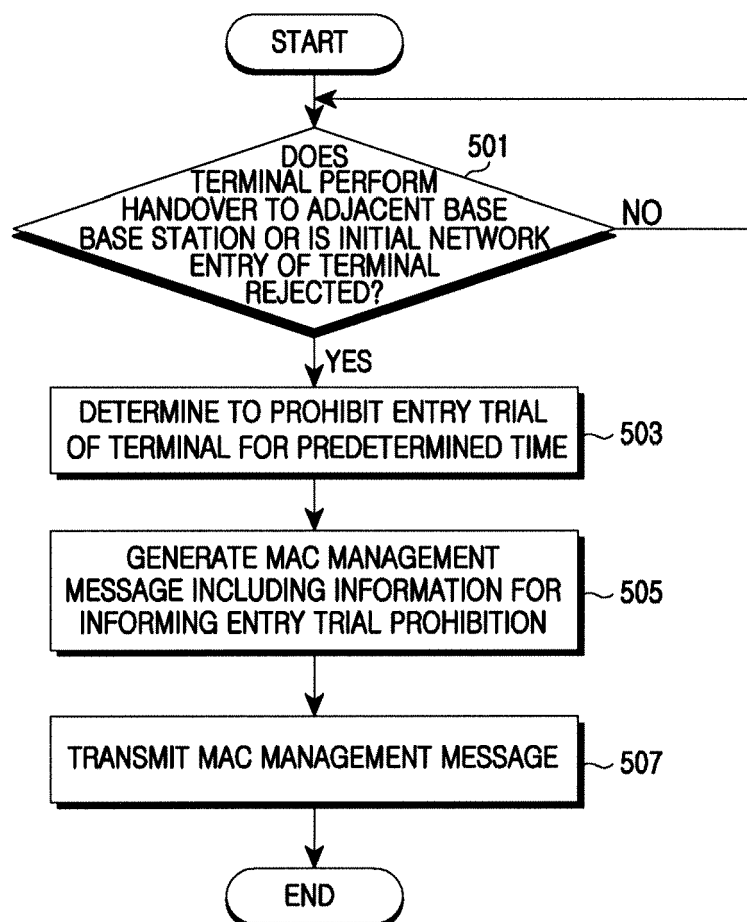 START
501
DOES
TERMINAL PERFORM
HANDOVER TO ADJACENT BASE
BASE STATION OR IS INITIAL NETWORK
ENTRY OF TERMINAL
REJECTED?
NO
YES
DETERMINE TO PROHIBIT ENTRY TRIAL
OF TERMINAL FOR PREDETERMINED TIME
503
GENERATE MAC MANAGEMENT
MESSAGE INCLUDING INFORMATION FOR
INFORMING ENTRY TRIAL PROHIBITION
505
TRANSMIT MAC MANAGEMENT MESSAGE
507
END